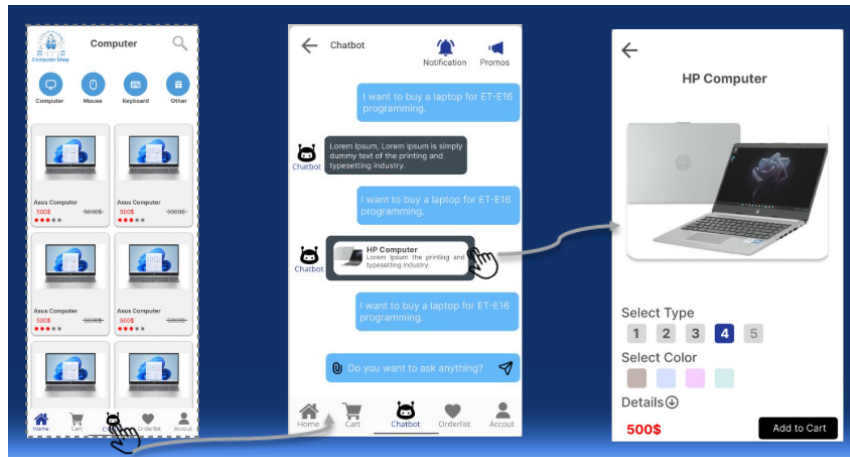 Computer
Computer Shop
Computer
Mouse
Keyboard
Other
Asus Computer
500$
5000$
Asus Computer
500$
5000$
Asus Computer
500$
5000$
Asus Computer
500$
5000$
Home
Cart
Orderlist
Account
Chatbot
Notification
Promos
I want to buy a laptop for ET-E16
programming.
Lorem Ipsum, Lorem Ipsum is simply
dummy text of the printing and
typesetting industry.
Chatbot
I want to buy a laptop for ET-E16
programming.
HP Computer
Lorem Ipsum the printing and
typesetting industry.
Chatbot
I want to buy a laptop for ET-E16
programming.
Do you want to ask anything?
Home
Cart
Chatbot
Orderlist
Accout
HP Computer
Select Type
1 2 3 4 5
Select Color
Details
500$
Add to Cart